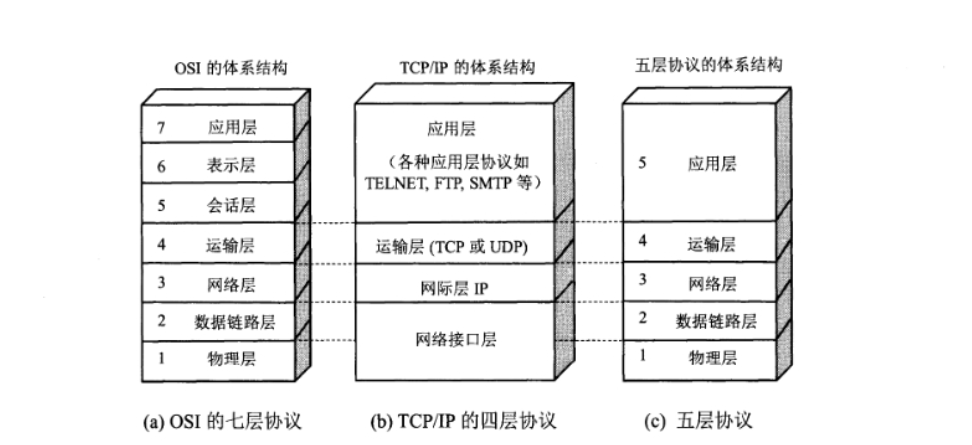 OSI 的体系结构
TCP/IP 的体系结构
五层协议的体系结构
7 应用层
6 表示层
5 会话层
4 运输层
3 网络层
2 数据链路层
1 物理层
应用层
(各种应用层协议如
TELNET, FTP, SMTP 等)
运输层 (TCP 或 UDP)
网际层 IP
网络接口层
5 应用层
4 运输层
3 网络层
2 数据链路层
1 物理层
(a) OSI 的七层协议
(b) TCP/IP 的四层协议
(c) 五层协议